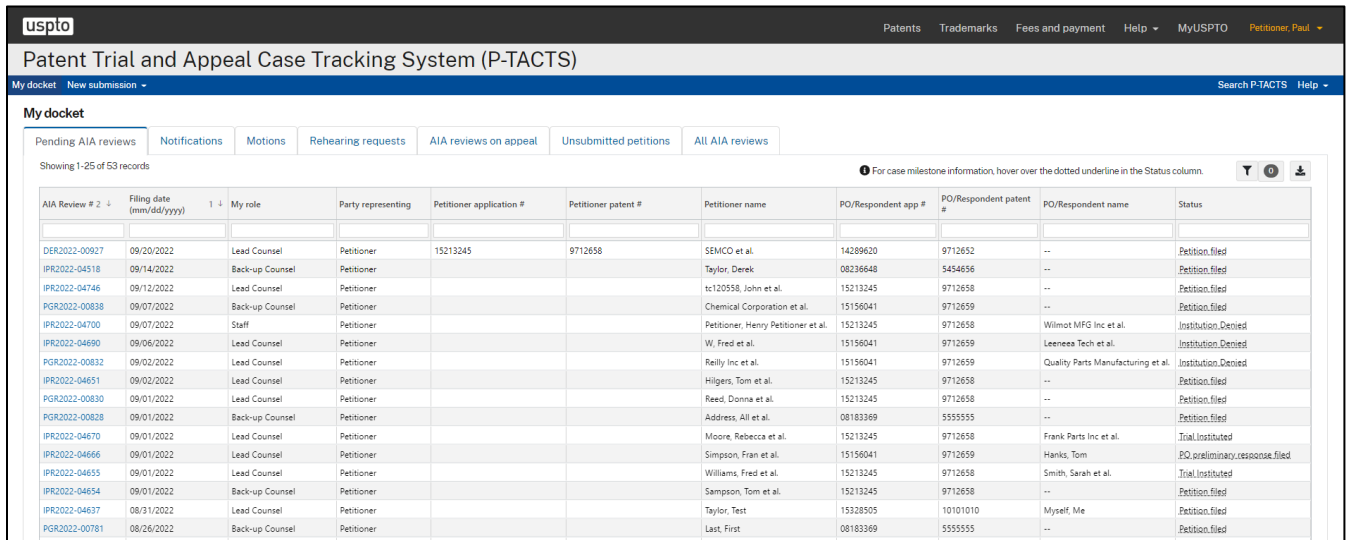 uspto Patents Trademarks Fees and payment Help MyUSPTO Petitioner, Paul
Patent Trial and Appeal Case Tracking System (P-TACTS)
My docket New submission Search P-TACTS Help
My docket
Pending AIA reviews Notifications Motions Rehearing requests AIA reviews on appeal Unsubmitted petitions All AIA reviews
Showing 1-25 of 53 records For case milestone information, hover over the dotted underline in the Status column. 0
AIA Review # 2 ↓ Filing date (mm/dd/yyyy) 1 ↓ My role Party representing Petitioner application # Petitioner patent # Petitioner name PO/Respondent app # PO/Respondent patent # PO/Respondent name Status
DER2022-00927 09/20/2022 Lead Counsel Petitioner 15213245 9712658 SEMCO et al. 14289620 9712652 -- Petition filed
IPR2022-04518 09/14/2022 Back-up Counsel Petitioner Taylor, Derek 08236648 5454656 -- Petition filed
IPR2022-04746 09/12/2022 Lead Counsel Petitioner tc120558, John et al. 15213245 9712658 -- Petition filed
PGR2022-00838 09/07/2022 Back-up Counsel Petitioner Chemical Corporation et al. 15156041 9712659 -- Petition filed
IPR2022-04700 09/07/2022 Staff Petitioner Petitioner, Henry Petitioner et al. 15213245 9712658 Wilmot MFG Inc et al. Institution Denied
IPR2022-04690 09/06/2022 Lead Counsel Petitioner W, Fred et al. 15156041 9712659 Leeneea Tech et al. Institution Denied
PGR2022-00832 09/02/2022 Lead Counsel Petitioner Reilly Inc et al. 15156041 9712659 Quality Parts Manufacturing et al. Institution Denied
IPR2022-04651 09/02/2022 Lead Counsel Petitioner Hilgers, Tom et al. 15213245 9712658 -- Petition filed
PGR2022-00830 09/02/2022 Lead Counsel Petitioner Reed, Donna et al. 15213245 9712658 -- Petition filed
PGR2022-00828 09/01/2022 Back-up Counsel Petitioner Address, All et al. 08183369 5555555 -- Petition filed
IPR2022-04670 09/01/2022 Lead Counsel Petitioner Moore, Rebecca et al. 15213245 9712658 Frank Parts Inc et al. Trial Instituted
IPR2022-04666 09/01/2022 Lead Counsel Petitioner Simpson, Fran et al. 15156041 9712659 Hanks, Tom PO preliminary response filed
IPR2022-04655 09/01/2022 Lead Counsel Petitioner Williams, Fred et al. 15213245 9712658 Smith, Sarah et al. Trial Instituted
IPR2022-04654 09/01/2022 Back-up Counsel Petitioner Sampson, Tom et al. 15213245 9712658 -- Petition filed
IPR2022-04637 08/31/2022 Lead Counsel Petitioner Taylor, Test 15328505 10101010 Myself, Me Petition filed
PGR2022-00781 08/26/2022 Back-up Counsel Petitioner Last, First 08183369 5555555 -- Petition filed